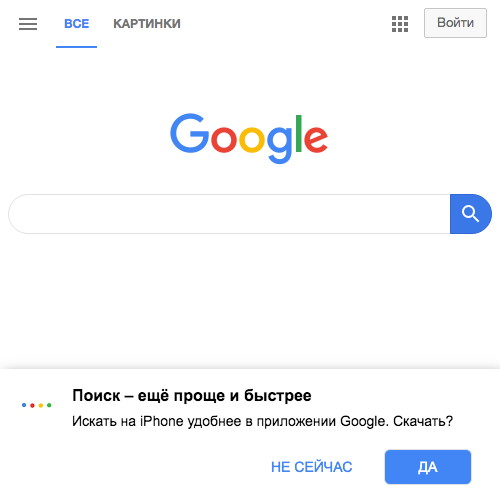 ВСЕ КАРТИНКИ Войти
Google
Поиск – ещё проще и быстрее
Искать на iPhone удобнее в приложении Google. Скачать?
НЕ СЕЙЧАС ДА